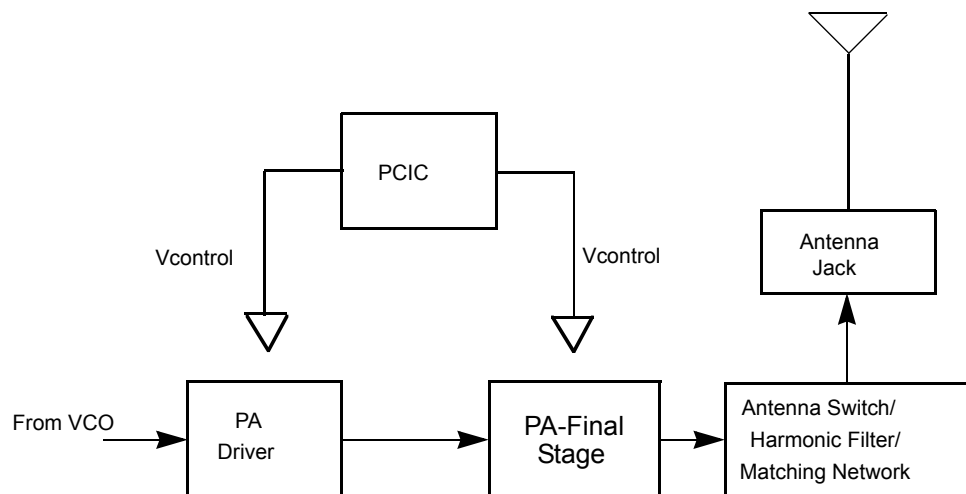 PCIC
Antenna
Jack
Vcontrol
Vcontrol
From VCO
PA
Driver
PA-Final
Stage
Antenna Switch/
Harmonic Filter/
Matching Network